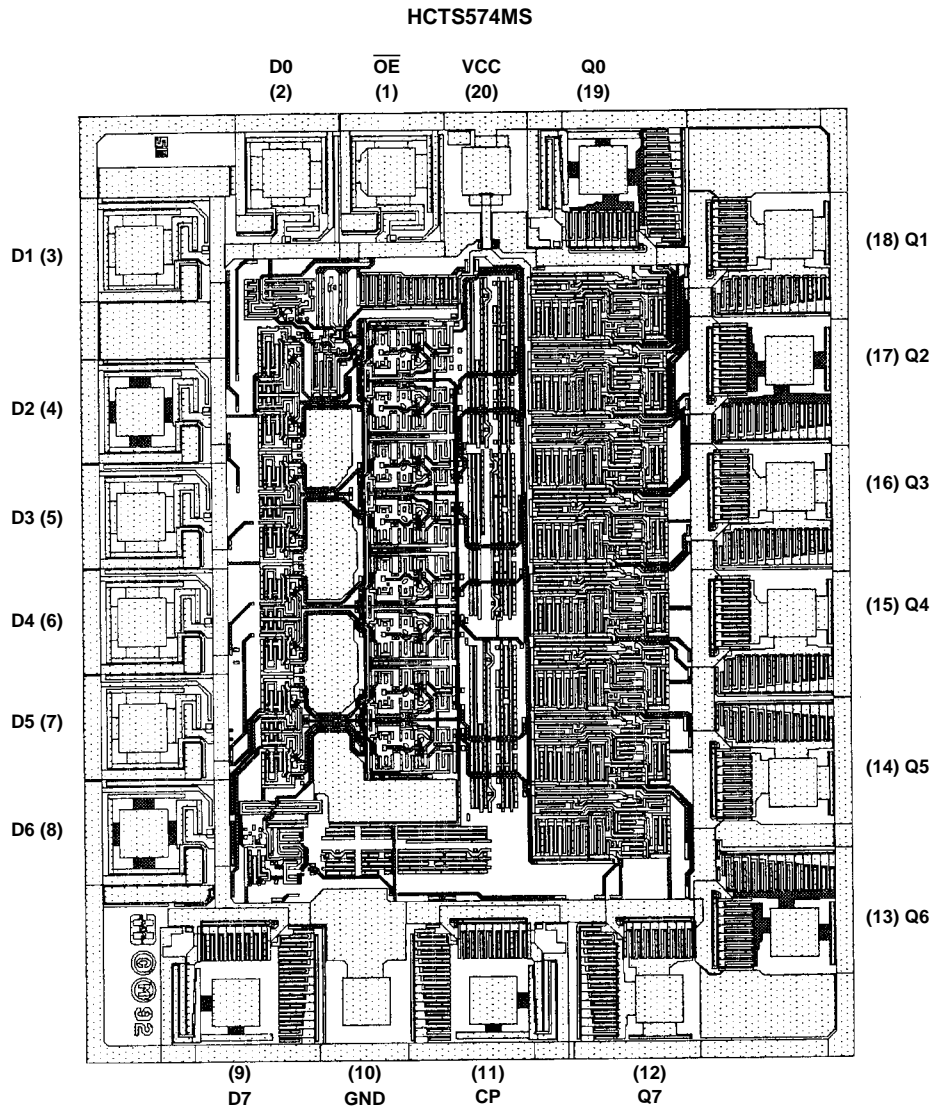 HCTS574MS
D0 OE VCC Q0
(2) (1) (20) (19)
D1 (3)
(18) Q1
(17) Q2
D2 (4)
(16) Q3
D3 (5)
(15) Q4
D4 (6)
D5 (7)
(14) Q5
D6 (8)
(13) Q6
92
(9) (10) (11) (12)
D7 GND CP Q7